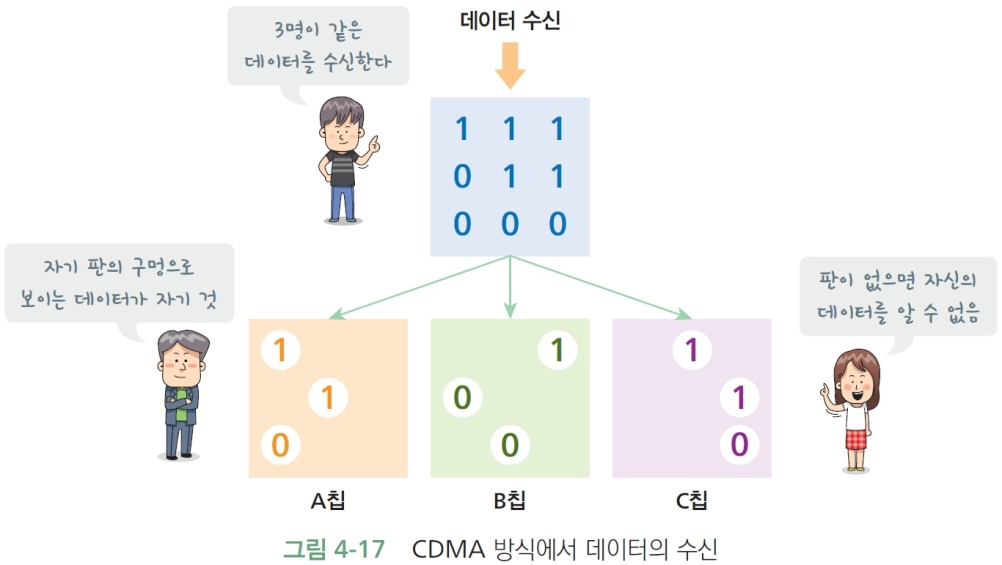 데이터 수신
3명이 같은
데이터를 수신한다
1 1 1
0 1 1
0 0 0
자기 판의 구멍으로
보이는 데이터가 자기 것
판이 없으면 자신의
데이터를 알 수 없음
1
1
0
A칩
1
0
0
B칩
1
1
0
C칩
그림 4-17 CDMA 방식에서 데이터의 수신